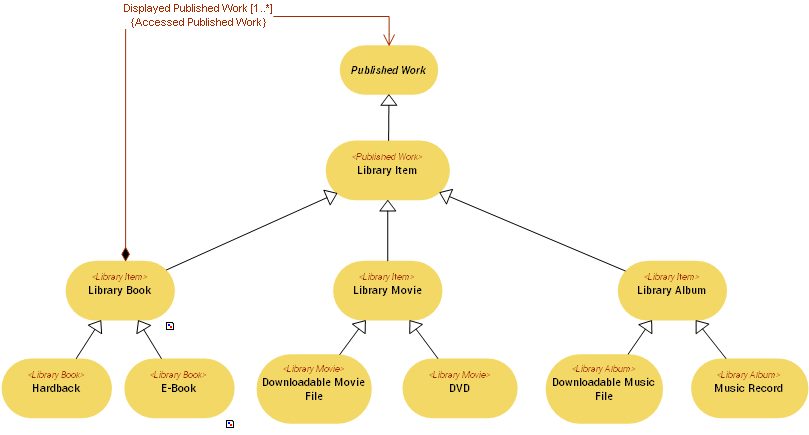 Displayed Published Work [1..*]
{Accessed Published Work}
Published Work
<Published Work>
Library Item
<Library Item>
Library Book
<Library Item>
Library Movie
<Library Item>
Library Album
<Library Book>
Hardback
<Library Book>
E-Book
<Library Movie>
Downloadable Movie
File
<Library Movie>
DVD
<Library Album>
Downloadable Music
File
<Library Album>
Music Record